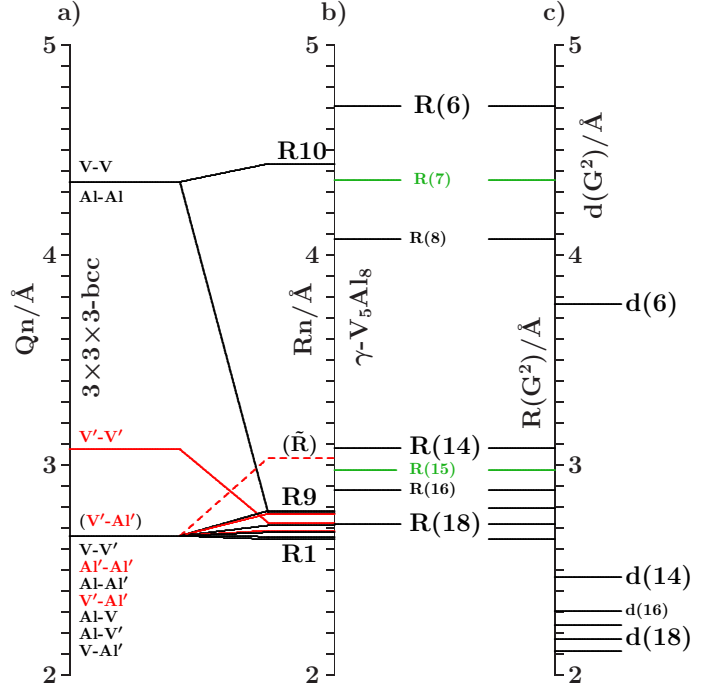 a)
b)
c)
5
5
5
R(6)
R10
V-V
R(7)
Al-Al
d(G²)/Å
R(8)
4
4
4
Qn/Å
3×3×3-bcc
Rn/Å
γ-V₅Al₈
R(G²)/Å
d(6)
V′-V′
(R̃)
R(14)
3
3
R(15)
3
R9
R(16)
(V′-Al′)
R(18)
V-V′
R1
Al′-Al′
d(14)
Al-Al′
V′-Al′
d(16)
Al-V
Al-V′
d(18)
V-Al′
2
2
2